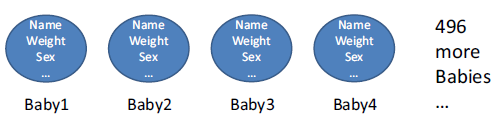 Name
Weight
Sex
...
Baby1
Name
Weight
Sex
...
Baby2
Name
Weight
Sex
...
Baby3
Name
Weight
Sex
...
Baby4
496
more
Babies
...